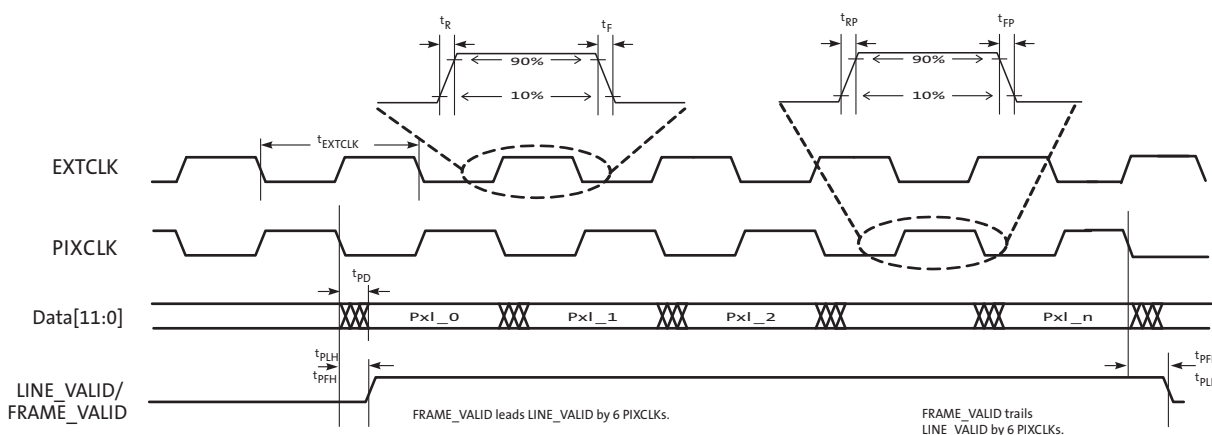 tR
tF
tRP
tFP
90%
90%
10%
10%
tEXTCLK
EXTCLK
PIXCLK
tPD
Data[11:0]
Pxl_0
Pxl_1
Pxl_2
Pxl_n
tPLH
tPFH
LINE_VALID/
FRAME_VALID
FRAME_VALID leads LINE_VALID by 6 PIXCLKs.
FRAME_VALID trails
LINE_VALID by 6 PIXCLKs.